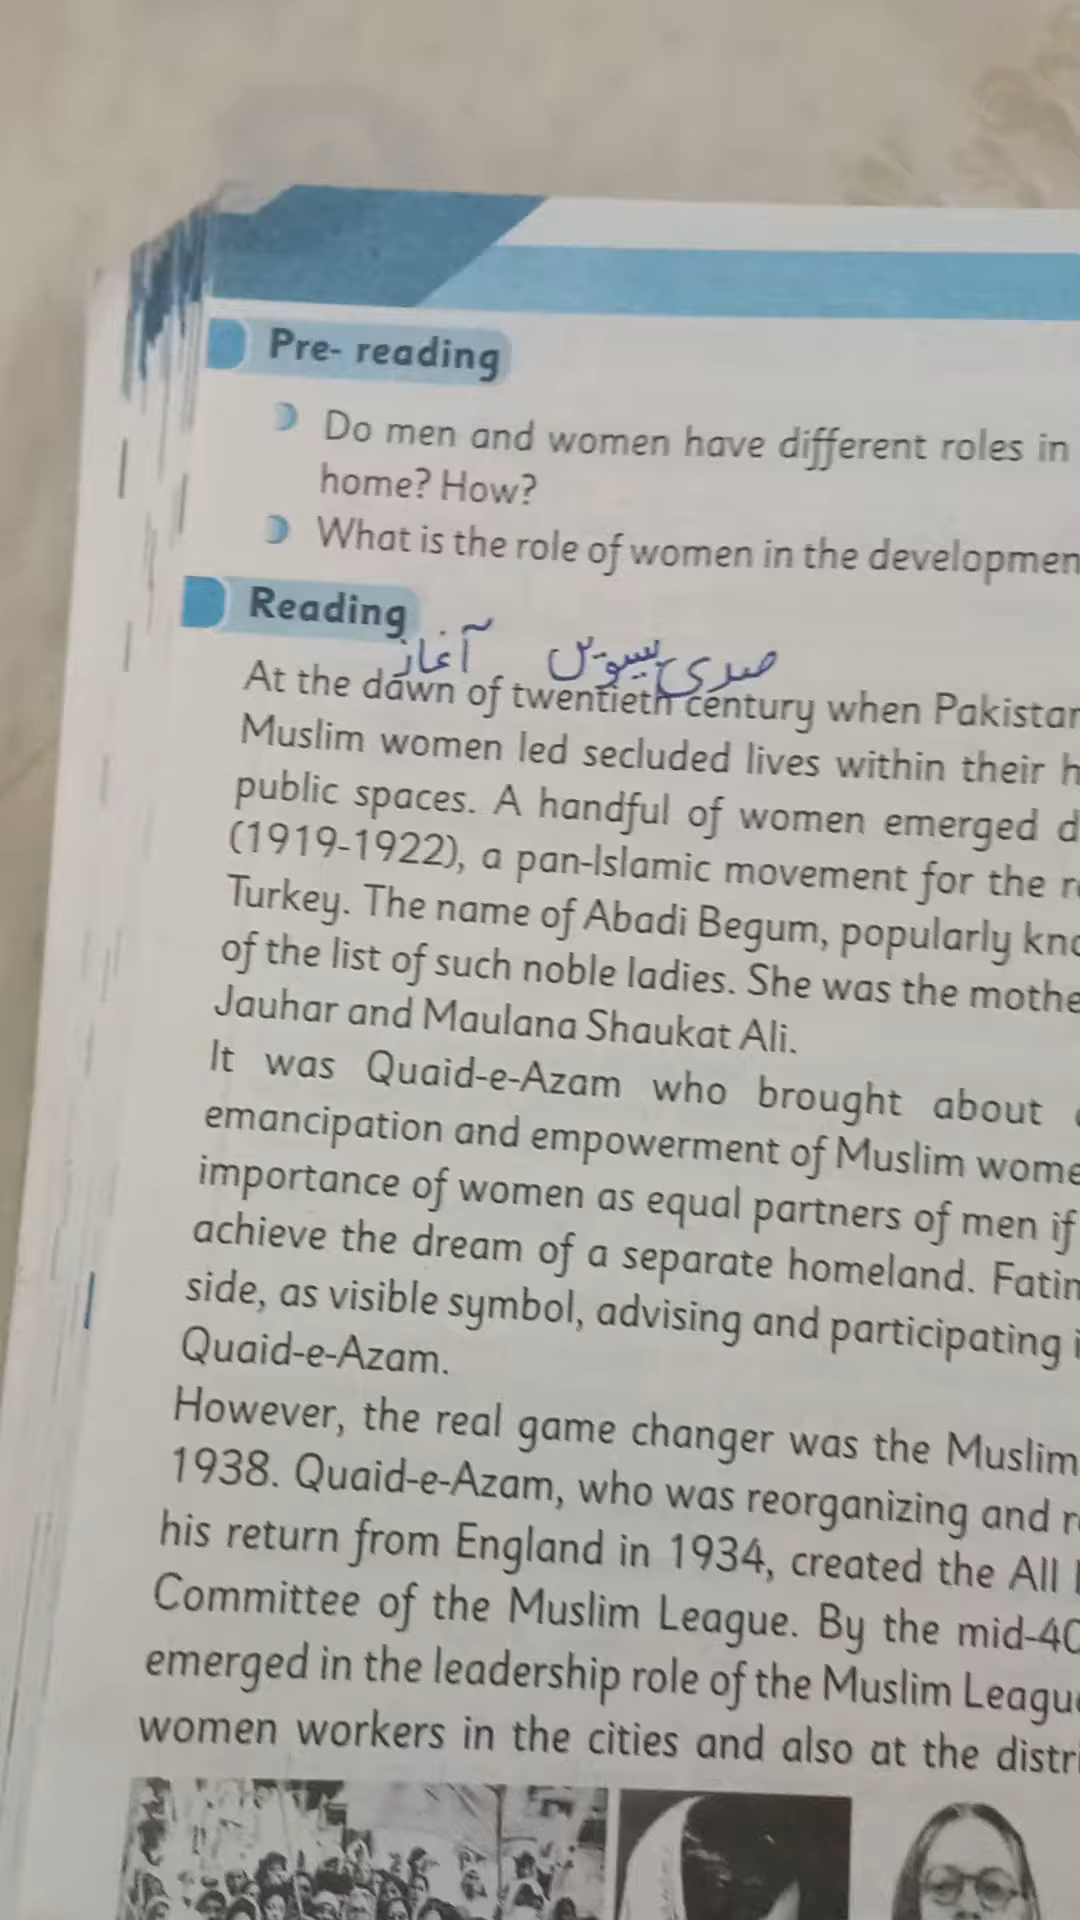 Pre- reading
Do men and women have different roles in
home? How?
What is the role of women in the developmen
Reading
آغاز بیسویں صدی
At the dawn of twentieth century when Pakistan
Muslim women led secluded lives within their h
public spaces. A handful of women emerged d
(1919-1922), a pan-Islamic movement for the r
Turkey. The name of Abadi Begum, popularly kno
of the list of such noble ladies. She was the mothe
Jauhar and Maulana Shaukat Ali.
It was Quaid-e-Azam who brought about
emancipation and empowerment of Muslim wome
importance of women as equal partners of men if
achieve the dream of a separate homeland. Fatim
side, as visible symbol, advising and participating i
Quaid-e-Azam.
However, the real game changer was the Muslim
1938. Quaid-e-Azam, who was reorganizing and r
his return from England in 1934, created the All I
Committee of the Muslim League. By the mid-40
emerged in the leadership role of the Muslim Leagu
women workers in the cities and also at the distri